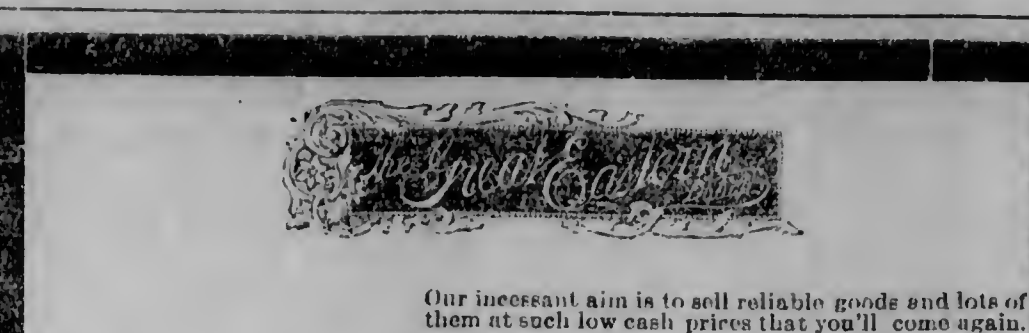 The Great Eastern
Our incessant aim is to sell reliable goods and lots of
them at such low cash prices that you'll come again